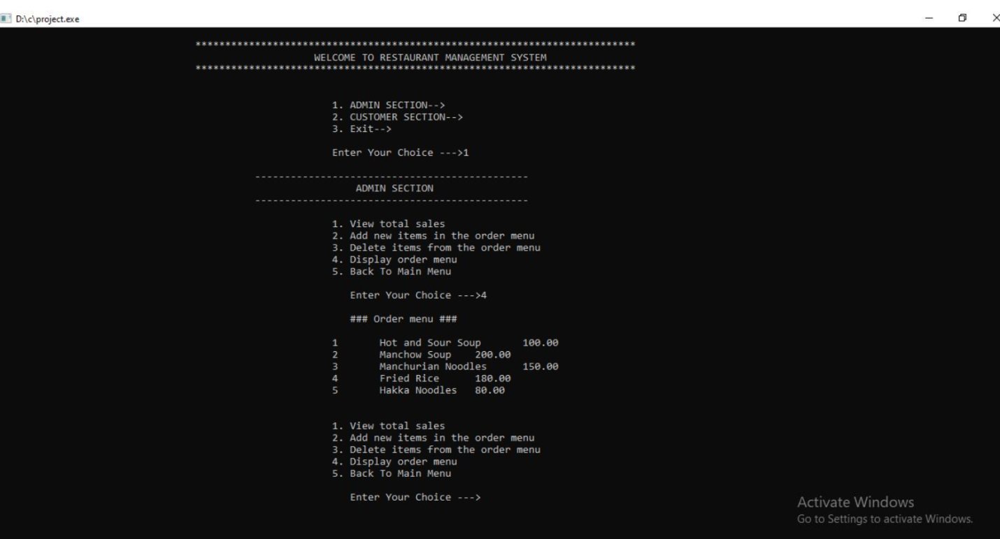 D:\c\project.exe
**************************************************************************
WELCOME TO RESTAURANT MANAGEMENT SYSTEM
**************************************************************************
1. ADMIN SECTION-->
2. CUSTOMER SECTION-->
3. Exit-->
Enter Your Choice --->1
----------------------------------------------
ADMIN SECTION
----------------------------------------------
1. View total sales
2. Add new items in the order menu
3. Delete items from the order menu
4. Display order menu
5. Back To Main Menu
Enter Your Choice --->4
### Order menu ###
1 Hot and Sour Soup 100.00
2 Manchow Soup 200.00
3 Manchurian Noodles 150.00
4 Fried Rice 180.00
5 Hakka Noodles 80.00
1. View total sales
2. Add new items in the order menu
3. Delete items from the order menu
4. Display order menu
5. Back To Main Menu
Enter Your Choice --->
Activate Windows
Go to Settings to activate Windows.